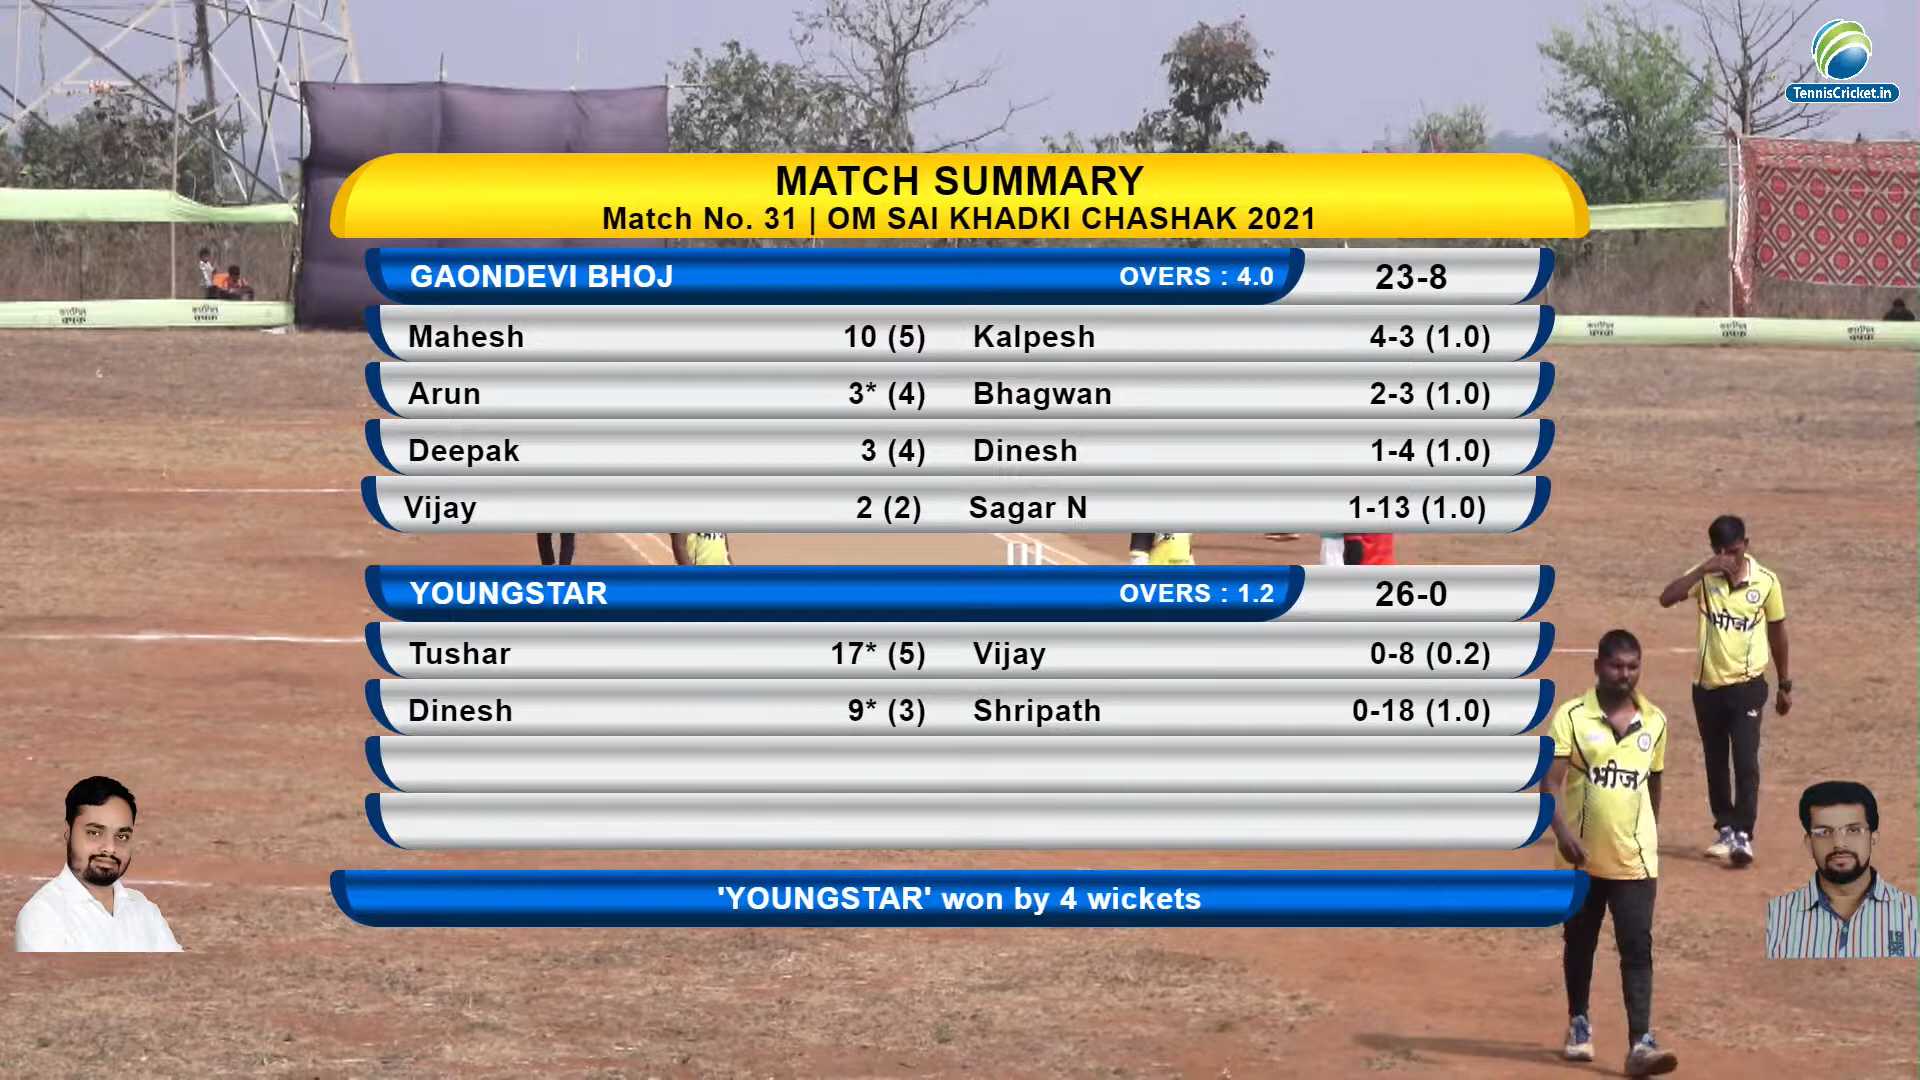 TennisCricket.in
MATCH SUMMARY
Match No. 31 | OM SAI KHADKI CHASHAK 2021
GAONDEVI BHOJ OVERS : 4.0 23-8
Mahesh 10 (5) Kalpesh 4-3 (1.0)
Arun 3* (4) Bhagwan 2-3 (1.0)
Deepak 3 (4) Dinesh 1-4 (1.0)
Vijay 2 (2) Sagar N 1-13 (1.0)
YOUNGSTAR OVERS : 1.2 26-0
Tushar 17* (5) Vijay 0-8 (0.2)
Dinesh 9* (3) Shripath 0-18 (1.0)
'YOUNGSTAR' won by 4 wickets
भोज
भोज